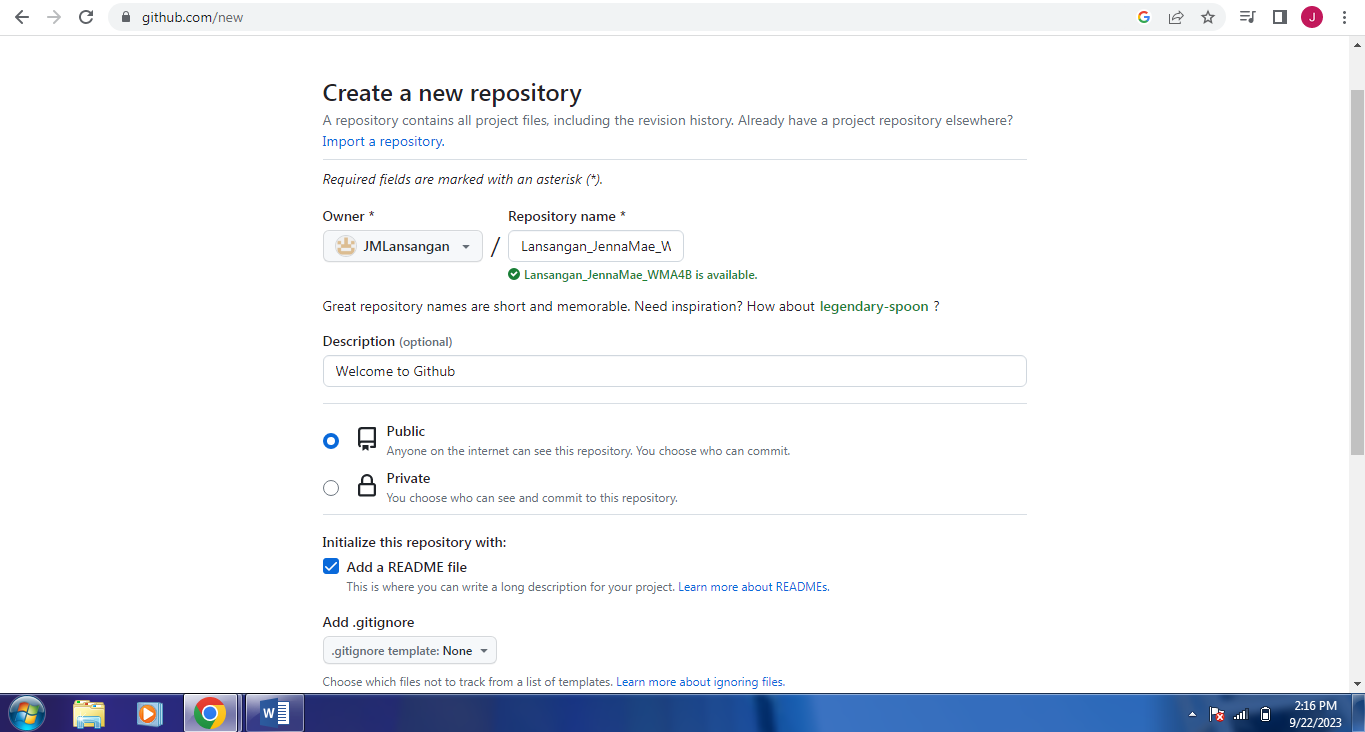 github.com/new
J
Create a new repository
A repository contains all project files, including the revision history. Already have a project repository elsewhere?
Import a repository.
Required fields are marked with an asterisk (*).
Owner * Repository name *
JMLansangan / Lansangan_JennaMae_W
Lansangan_JennaMae_WMA4B is available.
Great repository names are short and memorable. Need inspiration? How about legendary-spoon ?
Description (optional)
Welcome to Github
Public
Anyone on the internet can see this repository. You choose who can commit.
Private
You choose who can see and commit to this repository.
Initialize this repository with:
Add a README file
This is where you can write a long description for your project. Learn more about READMEs.
Add .gitignore
.gitignore template: None
Choose which files not to track from a list of templates. Learn more about ignoring files.
W
2:16 PM
9/22/2023